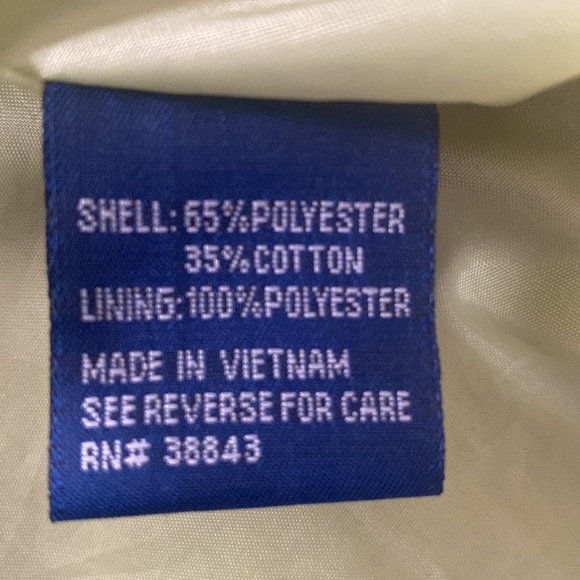 SHELL: 65% POLYESTER
35% COTTON
LINING: 100% POLYESTER
MADE IN VIETNAM
SEE REVERSE FOR CARE
RN# 38843